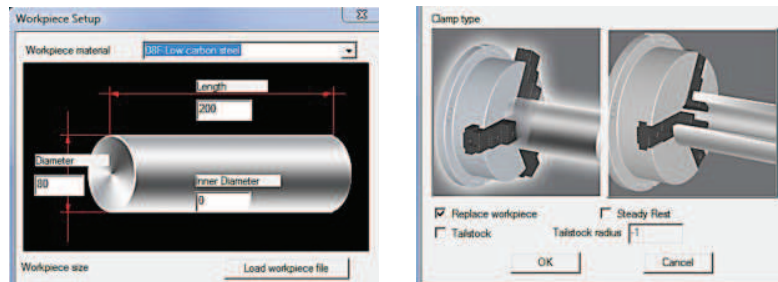 Workpiece Setup
Workpiece material
08F Low carbon steel
Length
200
Diameter
80
Inner Diameter
0
Workpiece size
Load workpiece file
Clamp type
Replace workpiece
Steady Rest
Tailstock
Tailstock radius
-1
OK
Cancel